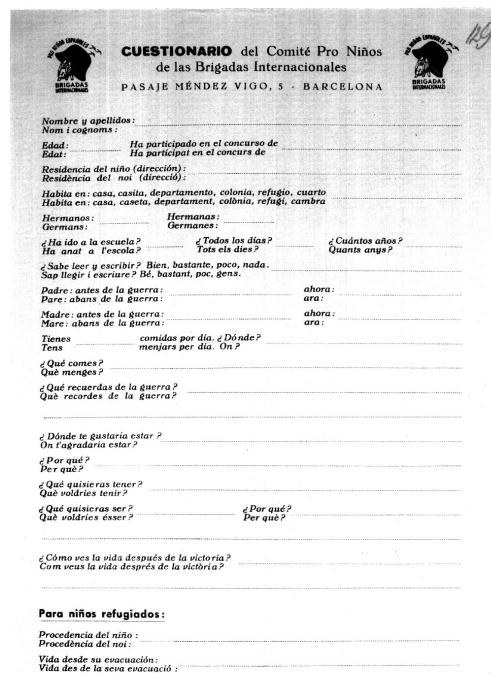 PRO NIÑOS ESPAÑOLES
BRIGADAS
INTERNACIONALES
CUESTIONARIO del Comité Pro Niños
de las Brigadas Internacionales
PASAJE MÉNDEZ VIGO, 5 - BARCELONA
PRO NIÑOS ESPAÑOLES
BRIGADAS
INTERNACIONALES
Nombre y apellidos:
Nom i cognoms:
Edad: Ha participado en el concurso de
Edat: Ha participat en el concurs de
Residencia del niño (dirección):
Residència del noi (direcció):
Habita en: casa, casita, departamento, colonia, refugio, cuarto
Habita en: casa, caseta, departament, colònia, refugi, cambra
Hermanos: Hermanas:
Germans: Germanes:
¿Ha ido a la escuela? ¿Todos los días? ¿Cuántos años?
Ha anat a l'escola? Tots els dies? Quants anys?
¿Sabe leer y escribir? Bien, bastante, poco, nada.
Sap llegir i escriure? Bé, bastant, poc, gens.
Padre: antes de la guerra: ahora:
Pare: abans de la guerra: ara:
Madre: antes de la guerra: ahora:
Mare: abans de la guerra: ara:
Tienes comidas por día. ¿Dónde?
Tens menjars per dia. On?
¿Qué comes?
Què menges?
¿Qué recuerdas de la guerra?
Què recordes de la guerra?
¿Dónde te gustaría estar?
On t'agradaria estar?
¿Por qué?
Per què?
¿Qué quisieras tener?
Què voldries tenir?
¿Qué quisieras ser? ¿Por qué?
Què voldries ésser? Per què?
¿Cómo ves la vida después de la victoria?
Com veus la vida després de la victòria?
Para niños refugiados:
Procedencia del niño:
Procedència del noi:
Vida desde su evacuación:
Vida des de la seva evacuació: